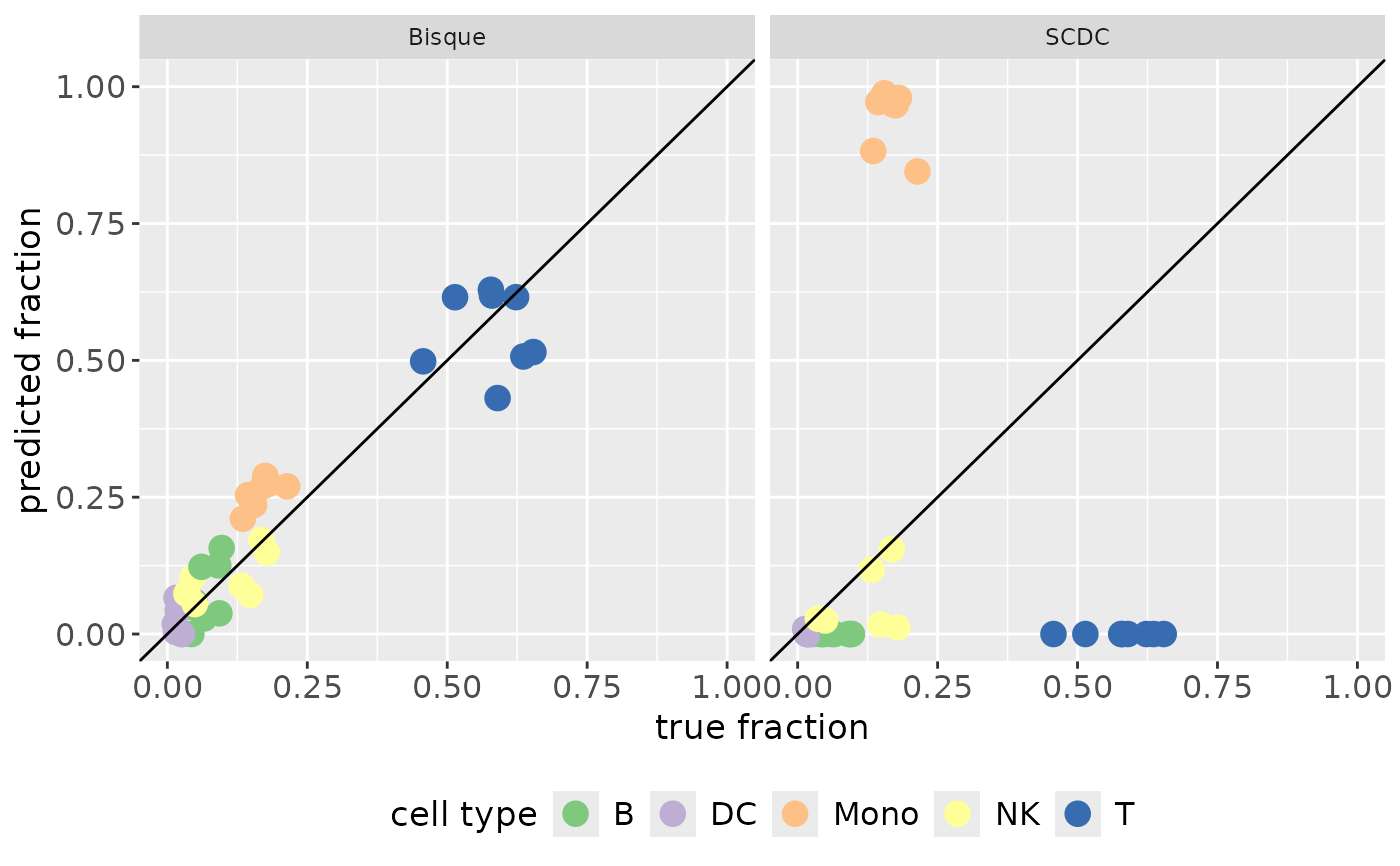 Bisque SCDC
1.00
0.75
0.50
0.25
0.00
predicted fraction
0.00 0.25 0.50 0.75 1.00 0.00 0.25 0.50 0.75 1.00
true fraction
cell type B DC Mono NK T